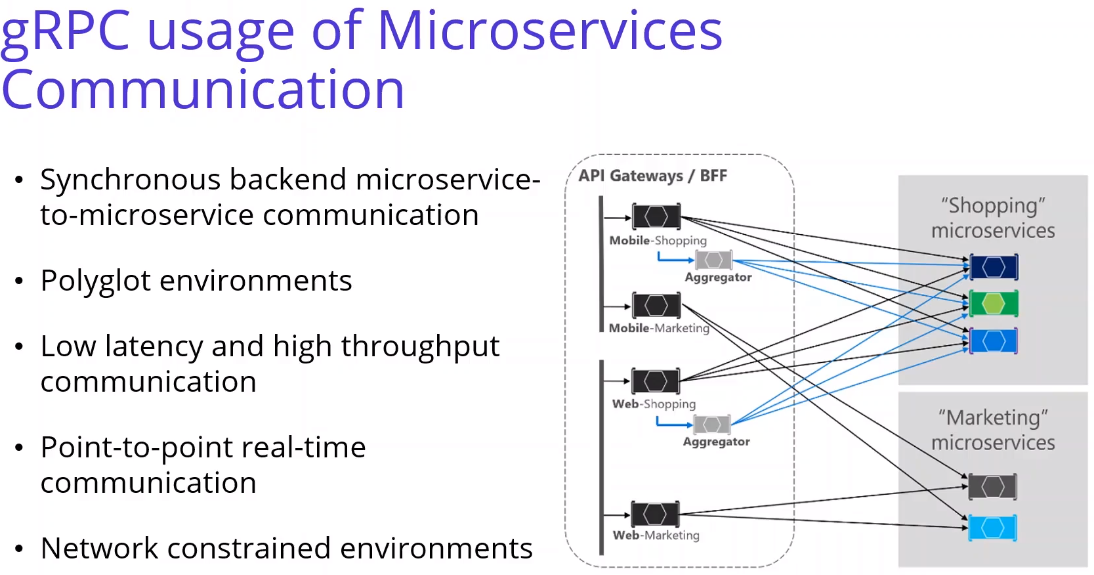 gRPC usage of Microservices
Communication
• Synchronous backend microservice-
to-microservice communication
• Polyglot environments
• Low latency and high throughput
communication
• Point-to-point real-time
communication
• Network constrained environments
API Gateways / BFF
Mobile-Shopping
Aggregator
Mobile-Marketing
Web-Shopping
Aggregator
Web-Marketing
“Shopping”
microservices
“Marketing”
microservices